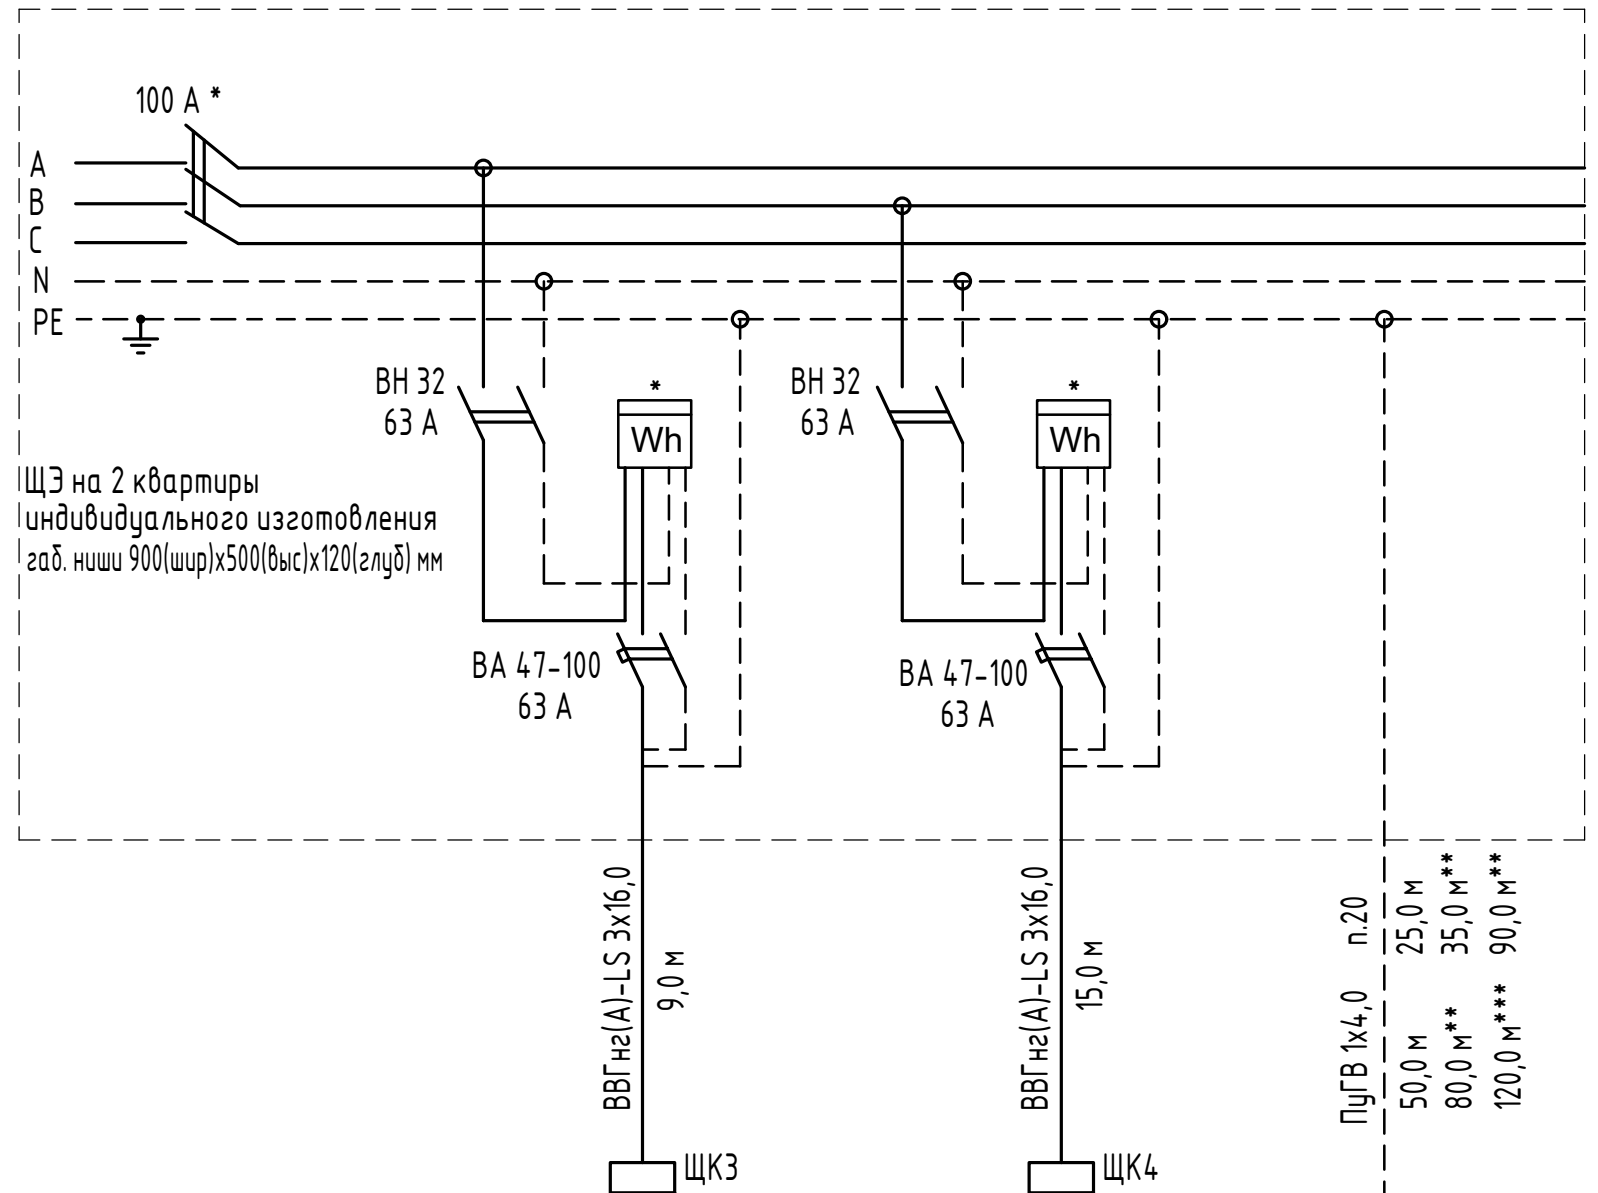 100 А *
А
В
С
N
PE
ВН 32
63 А
*
Wh
ВН 32
63 А
*
Wh
ЩЭ на 2 квартиры
индивидуального изготовления
габ. ниши 900(шир)х500(выс)х120(глуб) мм
ВА 47-100
63 А
ВА 47-100
63 А
ВВГнг(А)-LS 3х16,0
9,0 м
ВВГнг(А)-LS 3х16,0
15,0 м
ПуГВ 1х4,0 п.20
50,0 м 25,0 м
80,0 м** 35,0 м**
120,0 м*** 90,0 м**
ЩК3
ЩК4